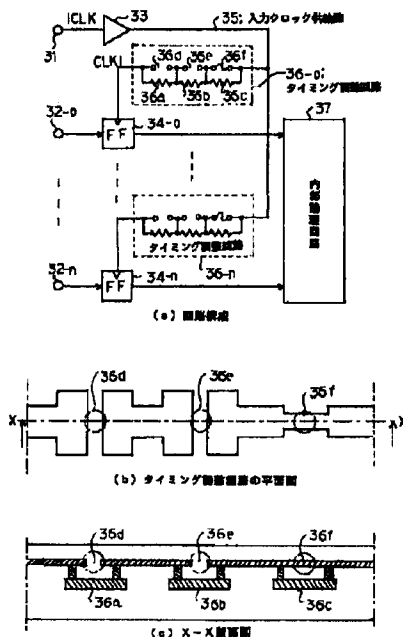 ICLK
33
35; 入力クロック供給路
31
CLKI
36d
36e
36f
36a
36b
36c
36-0;
タイミング調整線路
32-0
FF
34-0
37
内部論理回路
タイミング調整線路
36-n
32-n
FF
34-n
(a) 回路構成
36d
36e
36f
X
X
(b) タイミング調整線路の平面図
36d
36e
36f
36a
36b
36c
(c) X-X断面図